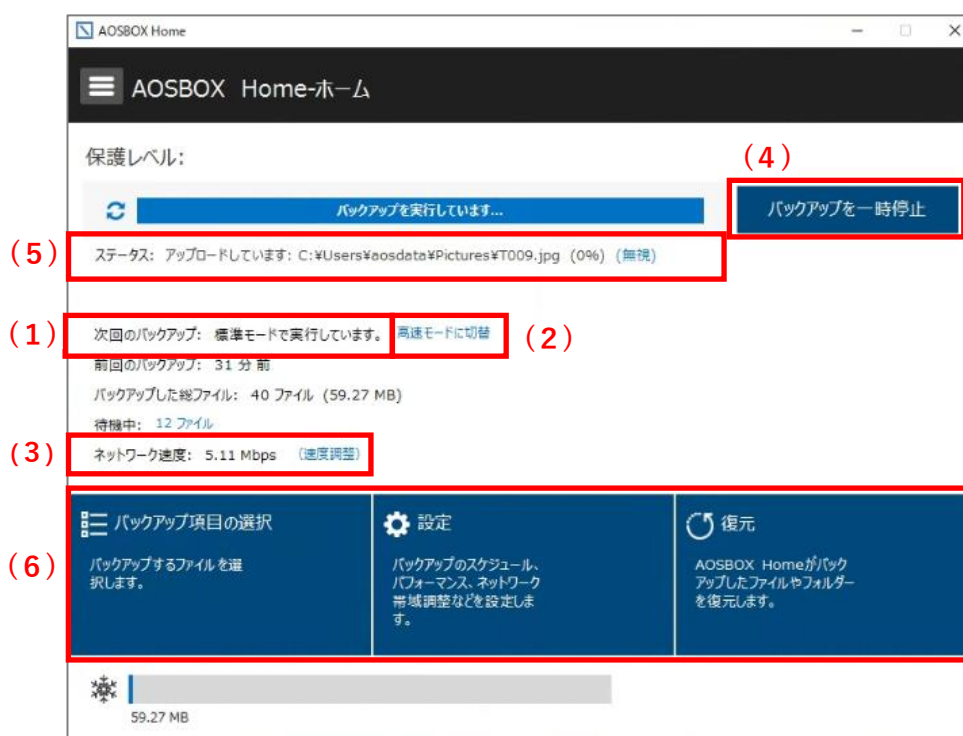 AOSBOX Home
AOSBOX Home-ホーム
保護レベル:
(4)
バックアップを実行しています...
バックアップを一時停止
(5)
ステータス: アップロードしています: C:¥Users¥aosdata¥Pictures¥T009.jpg (0%) (無視)
(1)
次回のバックアップ: 標準モードで実行しています。 高速モードに切替
(2)
前回のバックアップ: 31 分 前
バックアップした総ファイル: 40 ファイル (59.27 MB)
待機中: 12 ファイル
(3)
ネットワーク速度: 5.11 Mbps (速度調整)
(6)
バックアップ項目の選択
バックアップするファイルを選
択します。
設定
バックアップのスケジュール、
パフォーマンス、ネットワーク
帯域調整などを設定しま
す。
復元
AOSBOX Homeがバック
アップしたファイルやフォルダー
を復元します。
59.27 MB